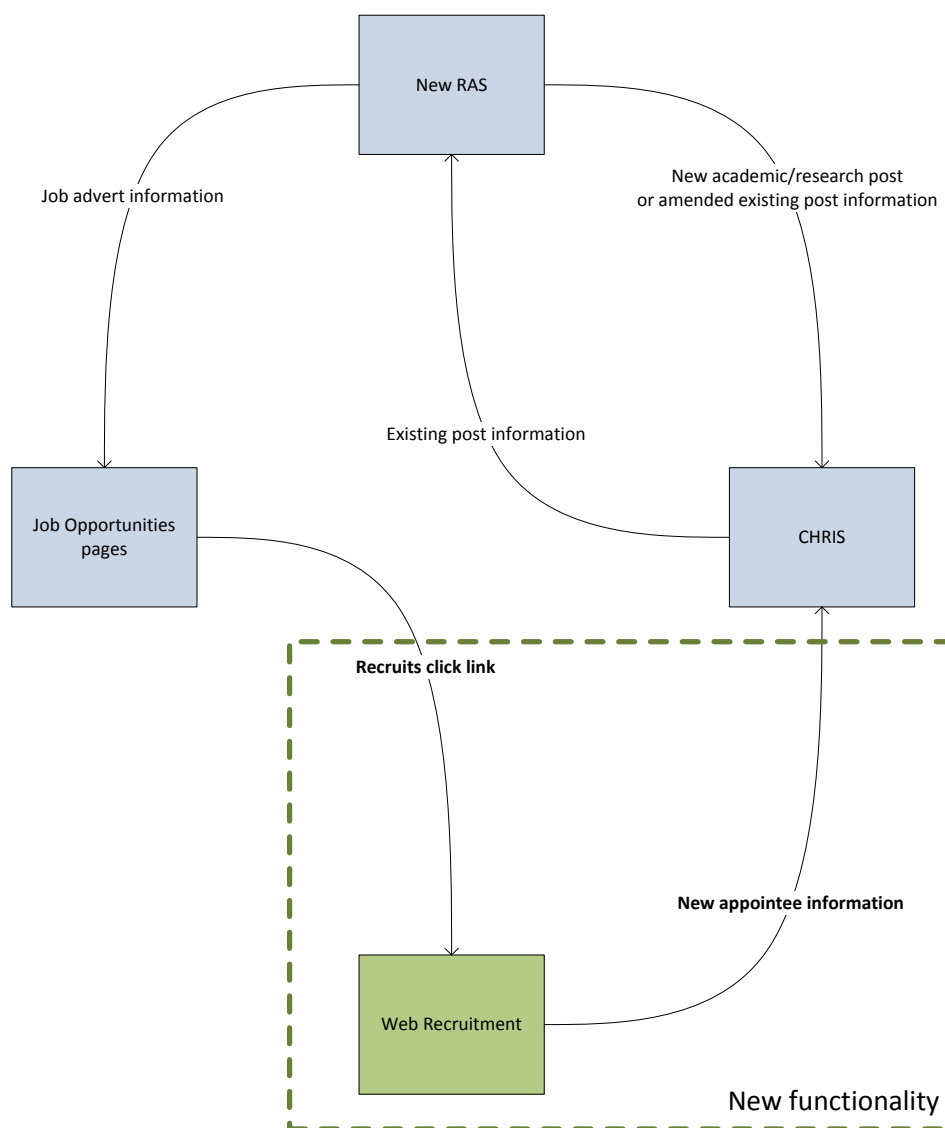 New RAS
Job advert information
New academic/research post
or amended existing post information
Existing post information
Job Opportunities
pages
CHRIS
Recruits click link
New appointee information
Web Recruitment
New functionality